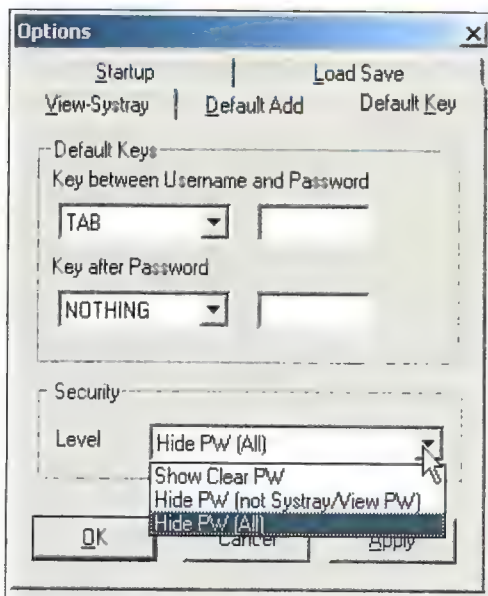 Options
Startup
Load Save
View-Systray
Default Add
Default Key
Default Keys
Key between Username and Password
TAB
Key after Password
NOTHING
Security
Level
Hide PW (All)
Show Clear PW
Hide PW (not Systray/View PW)
Hide PW (All)
OK
Cancel
Apply